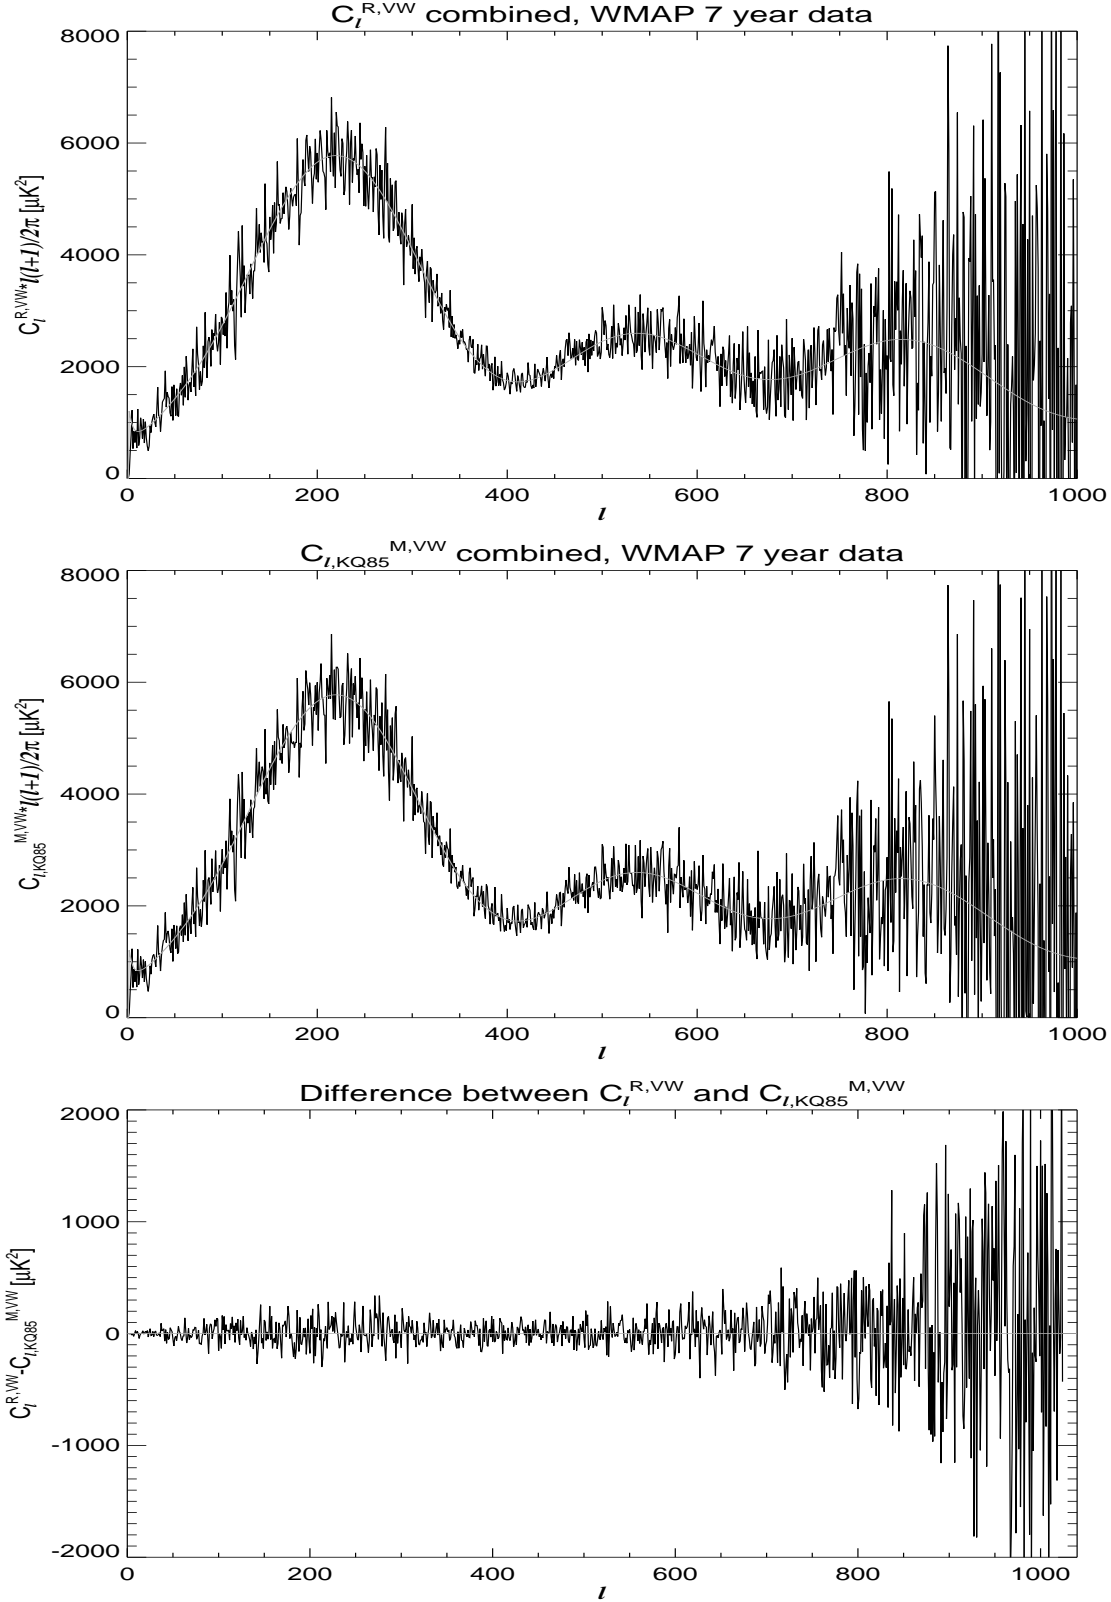 C_l^R,VW combined, WMAP 7 year data
8000
6000
4000
2000
0
C_l^R,VW*l(l+1)/2π [μK²]
0 200 400 600 800 1000
l
C_l,KQ85^M,VW combined, WMAP 7 year data
8000
6000
4000
2000
0
C_l,KQ85^M,VW*l(l+1)/2π [μK²]
0 200 400 600 800 1000
l
Difference between C_l^R,VW and C_l,KQ85^M,VW
2000
1000
0
-1000
-2000
C_l^R,VW-C_l,KQ85^M,VW [μK²]
0 200 400 600 800 1000
l